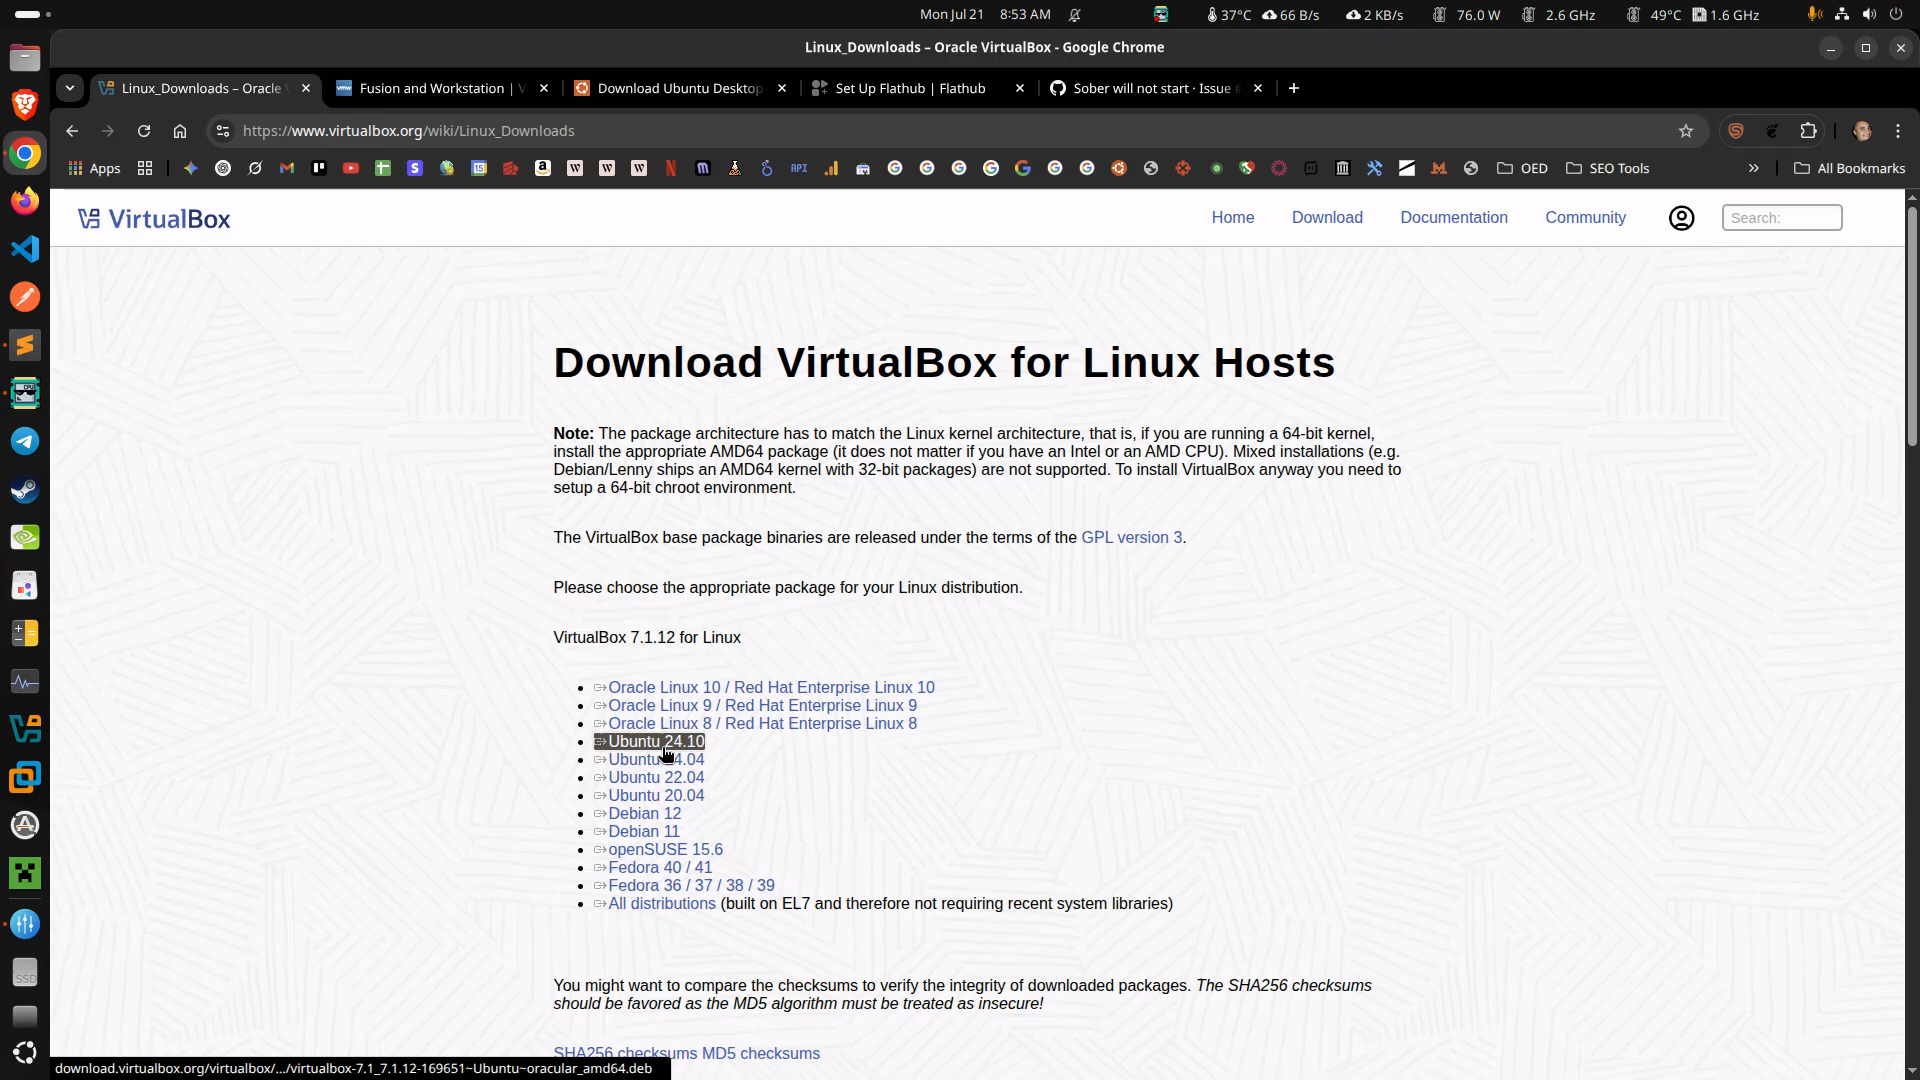 Mon Jul 21 8:53 AM
37°C 66 B/s 2 KB/s 76.0 W 2.6 GHz 49°C 1.6 GHz
Linux_Downloads – Oracle VirtualBox - Google Chrome
Linux_Downloads – Oracle
Fusion and Workstation |
Download Ubuntu Desktop
Set Up Flathub | Flathub
Sober will not start · Issue
https://www.virtualbox.org/wiki/Linux_Downloads
Apps
API
OED
SEO Tools
All Bookmarks
VirtualBox
Home
Download
Documentation
Community
Search:
Download VirtualBox for Linux Hosts
Note: The package architecture has to match the Linux kernel architecture, that is, if you are running a 64-bit kernel,
install the appropriate AMD64 package (it does not matter if you have an Intel or an AMD CPU). Mixed installations (e.g.
Debian/Lenny ships an AMD64 kernel with 32-bit packages) are not supported. To install VirtualBox anyway you need to
setup a 64-bit chroot environment.
The VirtualBox base package binaries are released under the terms of the GPL version 3.
Please choose the appropriate package for your Linux distribution.
VirtualBox 7.1.12 for Linux
Oracle Linux 10 / Red Hat Enterprise Linux 10
Oracle Linux 9 / Red Hat Enterprise Linux 9
Oracle Linux 8 / Red Hat Enterprise Linux 8
Ubuntu 24.10
Ubuntu 24.04
Ubuntu 22.04
Ubuntu 20.04
Debian 12
Debian 11
openSUSE 15.6
Fedora 40 / 41
Fedora 36 / 37 / 38 / 39
All distributions (built on EL7 and therefore not requiring recent system libraries)
You might want to compare the checksums to verify the integrity of downloaded packages. The SHA256 checksums
should be favored as the MD5 algorithm must be treated as insecure!
SHA256 checksums MD5 checksums
download.virtualbox.org/virtualbox/.../virtualbox-7.1_7.1.12-169651~Ubuntu~oracular_amd64.deb